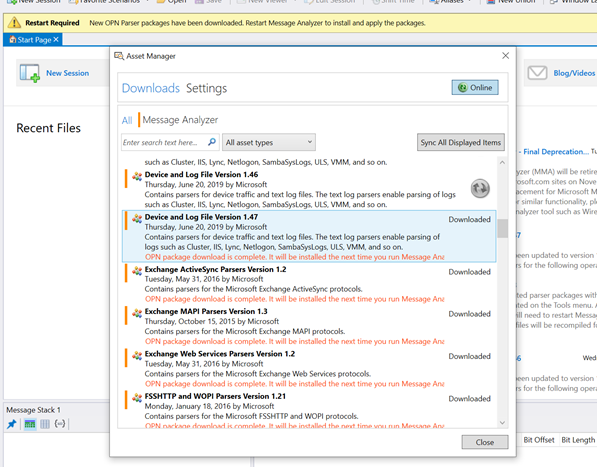 New Session Favorite Scenarios Open Save New Viewer Edit Session Shift Time Aliases New Union Window La
Restart Required New OPN Parser packages have been downloaded. Restart Message Analyzer to install and apply the packages.
Start Page
New Session
Blog/Videos
Recent Files
Asset Manager
Downloads Settings
Online
All Message Analyzer
Enter search text here...
All asset types
Sync All Displayed Items
such as Cluster, IIS, Lync, Netlogon, SambaSysLogs, ULS, VMM, and so on.
Device and Log File Version 1.46
Thursday, June 20, 2019 by Microsoft
Contains parsers for device traffic and text log files. The text log parsers enable parsing of logs
such as Cluster, IIS, Lync, Netlogon, SambaSysLogs, ULS, VMM, and so on.
Device and Log File Version 1.47
Downloaded
Thursday, June 20, 2019 by Microsoft
Contains parsers for device traffic and text log files. The text log parsers enable parsing of
logs such as Cluster, IIS, Lync, Netlogon, SambaSysLogs, ULS, VMM, and so on.
OPN package download is complete. It will be installed the next time you run Message Ana
Exchange ActiveSync Parsers Version 1.2
Downloaded
Tuesday, May 31, 2016 by Microsoft
Contains parsers for the Microsoft Exchange ActiveSync protocols.
OPN package download is complete. It will be installed the next time you run Message Ana
Exchange MAPI Parsers Version 1.3
Downloaded
Thursday, October 15, 2015 by Microsoft
Contains parsers for the Microsoft Exchange MAPI protocols.
OPN package download is complete. It will be installed the next time you run Message Ana
Exchange Web Services Parsers Version 1.2
Downloaded
Tuesday, May 31, 2016 by Microsoft
Contains parsers for the Microsoft Exchange Web Services protocols.
OPN package download is complete. It will be installed the next time you run Message Ana
FSSHTTP and WOPI Parsers Version 1.21
Downloaded
Monday, January 18, 2016 by Microsoft
Contains parsers for the Microsoft FSSHTTP and WOPI protocol.
OPN package download is complete. It will be installed the next time you run Message Ana
Close
- Final Deprecation... Tu
yzer (MMA) will be retire
osoft.com sites on Nove
lacement for Microsoft M
r similar functionality, ple
nalyzer tool such as Wire
47
een updated to version
ers for the following opera
ted parser packages with
ated on the Tools menu. A
ill need to restart Messag
files will be recompiled fo
46 Wed
een updated to version
ers for the following opera
Message Stack 1
Bit Offset Bit Length